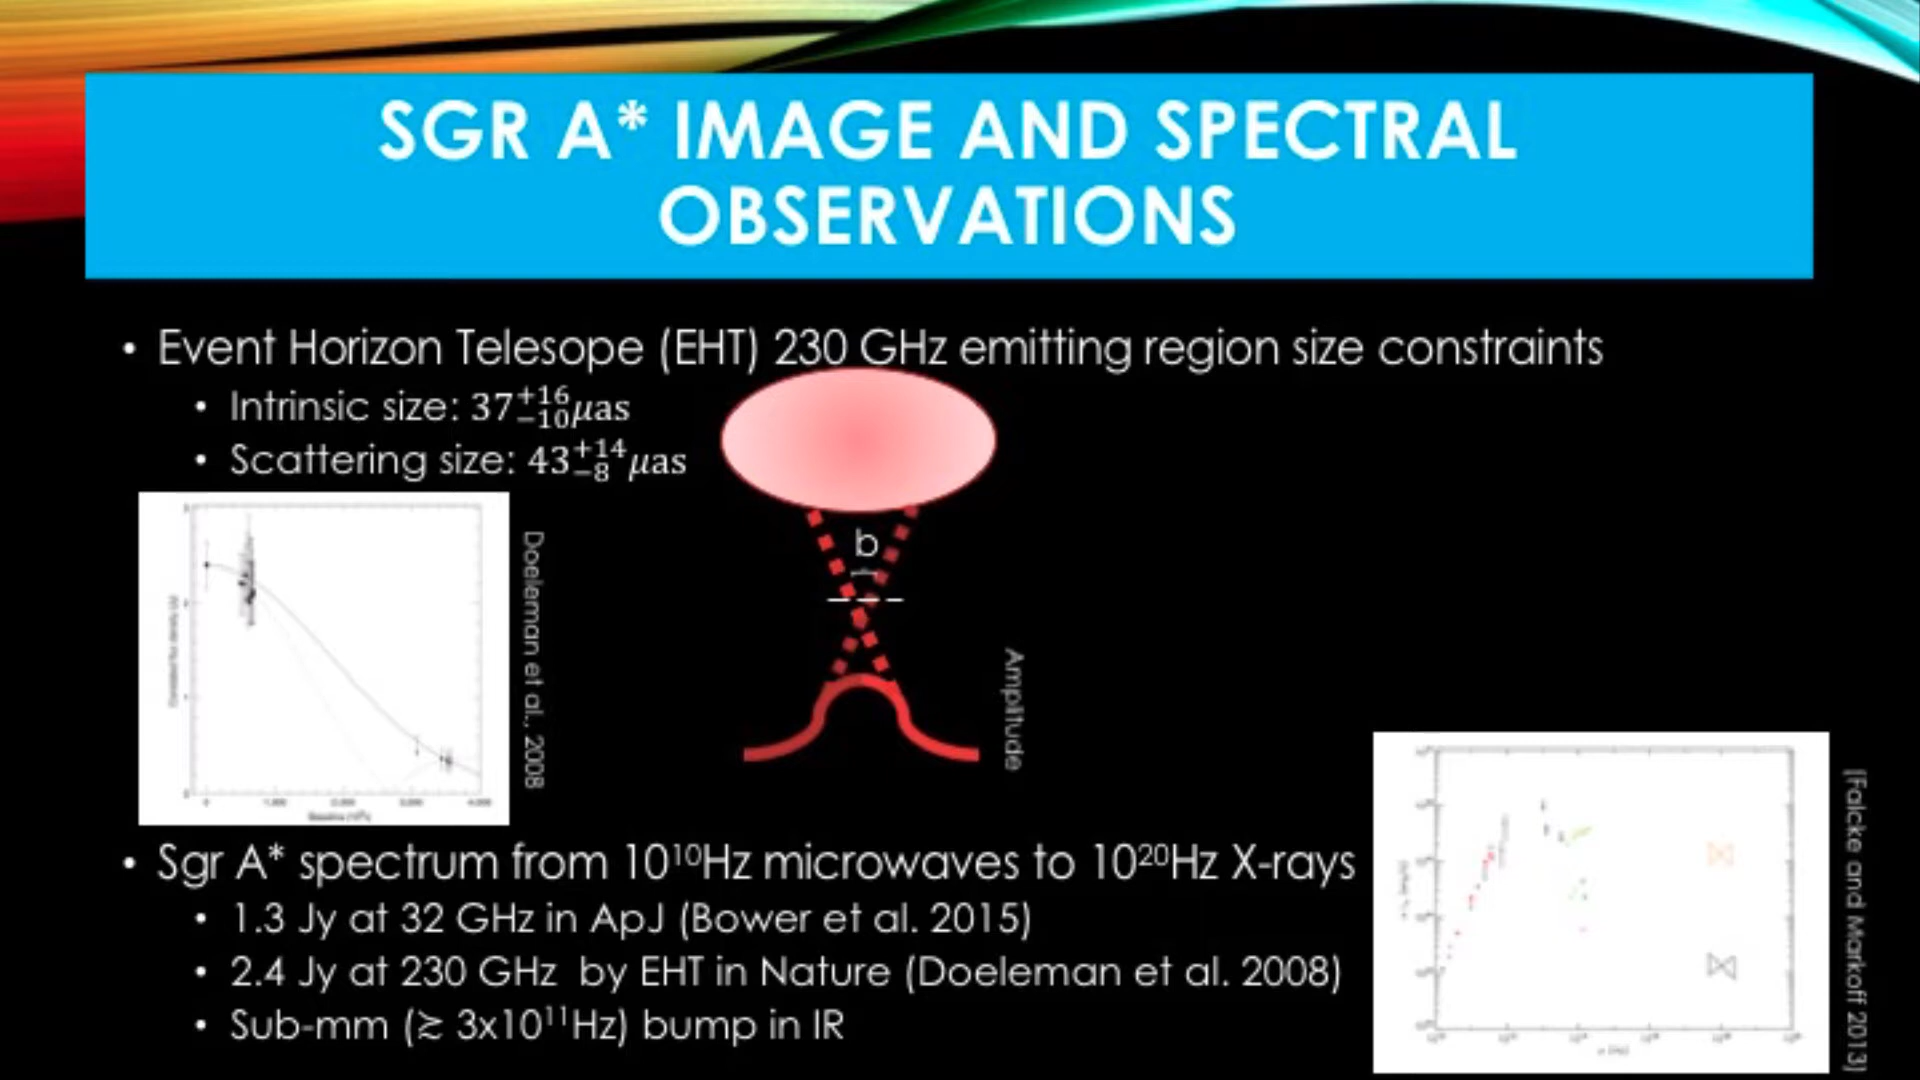 SGR A* IMAGE AND SPECTRAL
OBSERVATIONS
• Event Horizon Telesope (EHT) 230 GHz emitting region size constraints
• Intrinsic size: 37+16−10μas
• Scattering size: 43+14−8μas
b
Doeleman et al., 2008
Amplitude
• Sgr A* spectrum from 10¹⁰Hz microwaves to 10²⁰Hz X-rays
• 1.3 Jy at 32 GHz in ApJ (Bower et al. 2015)
• 2.4 Jy at 230 GHz by EHT in Nature (Doeleman et al. 2008)
• Sub-mm (≳ 3x10¹¹Hz) bump in IR
[Falcke and Markoff 2013]